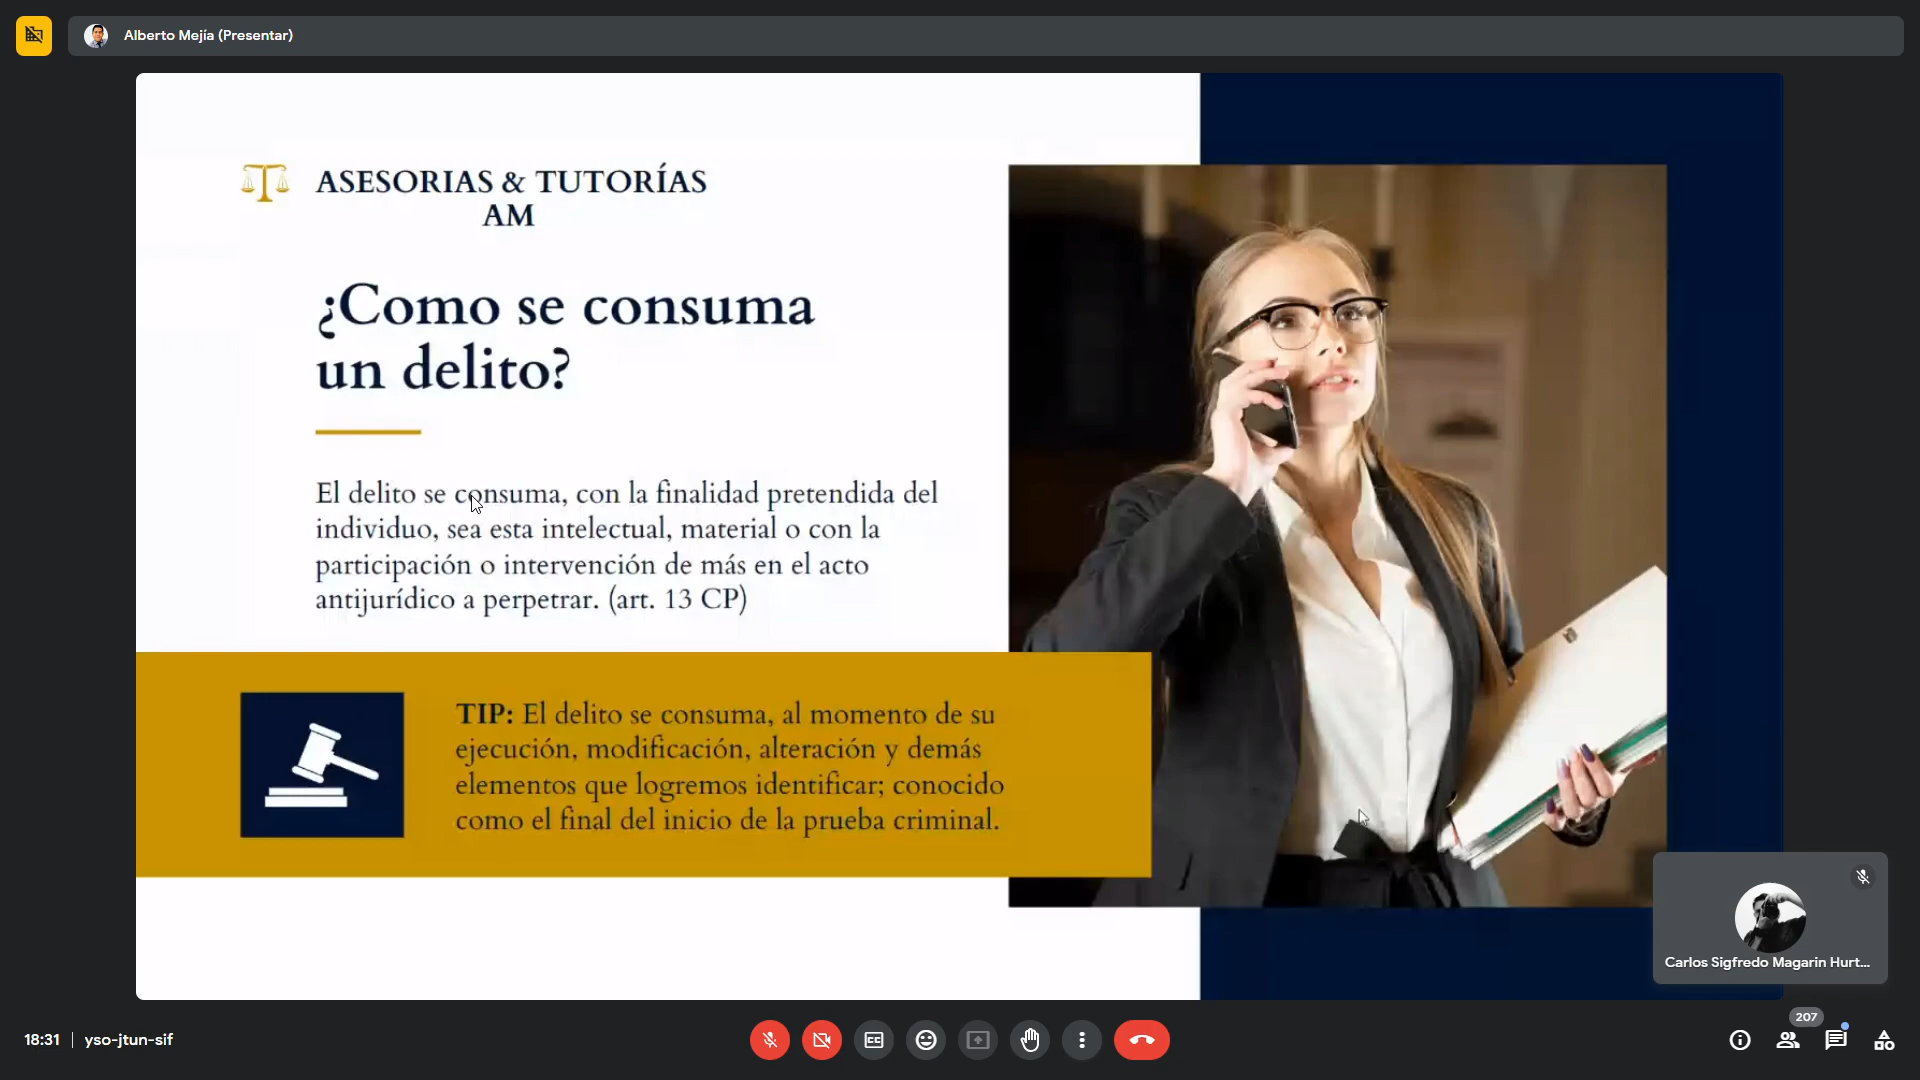 Alberto Mejía (Presentar)
ASESORIAS & TUTORÍAS
AM
¿Como se consuma
un delito?
El delito se consuma, con la finalidad pretendida del
individuo, sea esta intelectual, material o con la
participación o intervención de más en el acto
antijurídico a perpetrar. (art. 13 CP)
TIP: El delito se consuma, al momento de su
ejecución, modificación, alteración y demás
elementos que logremos identificar; conocido
como el final del inicio de la prueba criminal.
Carlos Sigfredo Magarin Hurt...
18:31 | yso-jtun-sif
207